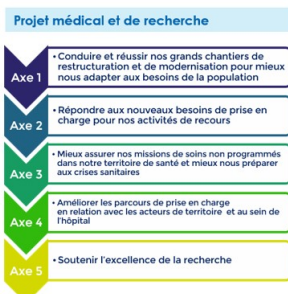 Projet médical et de recherche
Axe 1
• Conduire et réussir nos grands chantiers de
restructuration et de modernisation pour mieux
nous adapter aux besoins de la population
Axe 2
• Répondre aux nouveaux besoins de prise en
charge pour nos activités de recours
Axe 3
• Mieux assurer nos missions de soins non programmés
dans notre territoire de santé et mieux nous préparer
aux crises sanitaires
Axe 4
• Améliorer les parcours de prise en charge
en relation avec les acteurs de territoire et au sein de
l'hôpital
Axe 5
• Soutenir l'excellence de la recherche